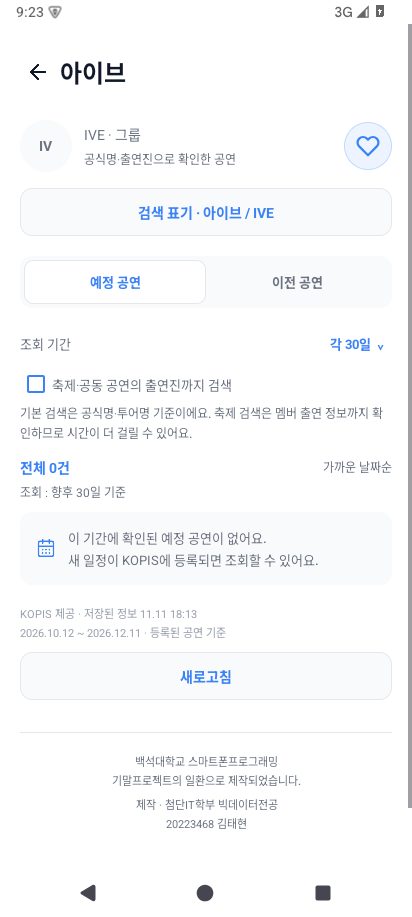 9:23
3G
아이브
IV
IVE · 그룹
공식명·출연진으로 확인한 공연
검색 표기 · 아이브 / IVE
예정 공연
이전 공연
조회 기간
각 30일 v
축제·공동 공연의 출연진까지 검색
기본 검색은 공식명·투어명 기준이에요. 축제 검색은 멤버 출연 정보까지 확
인하므로 시간이 더 걸릴 수 있어요.
전체 0건
가까운 날짜순
조회 : 향후 30일 기준
이 기간에 확인된 예정 공연이 없어요.
새 일정이 KOPIS에 등록되면 조회할 수 있어요.
KOPIS 제공 · 저장된 정보 11.11 18:13
2026.10.12 ~ 2026.12.11 · 등록된 공연 기준
새로고침
백석대학교 스마트폰프로그래밍
기말프로젝트의 일환으로 제작되었습니다.
제작 · 첨단IT학부 빅데이터전공
20223468 김태현